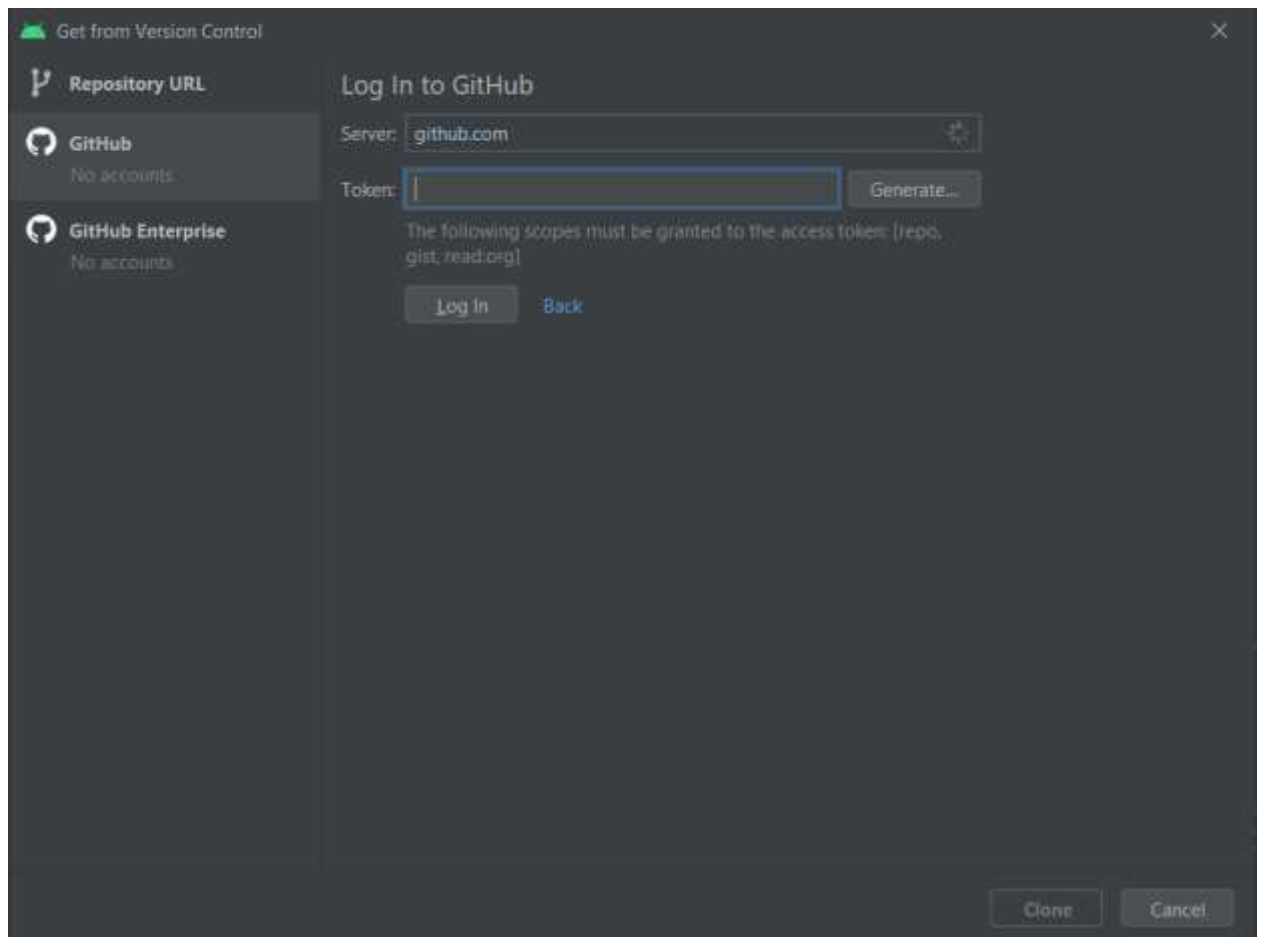 Get from Version Control
Repository URL
GitHub
No accounts
GitHub Enterprise
No accounts
Log In to GitHub
Server: github.com
Token: Generate...
The following scopes must be granted to the access token: [repo,
gist, read:org]
Log In Back
Clone Cancel